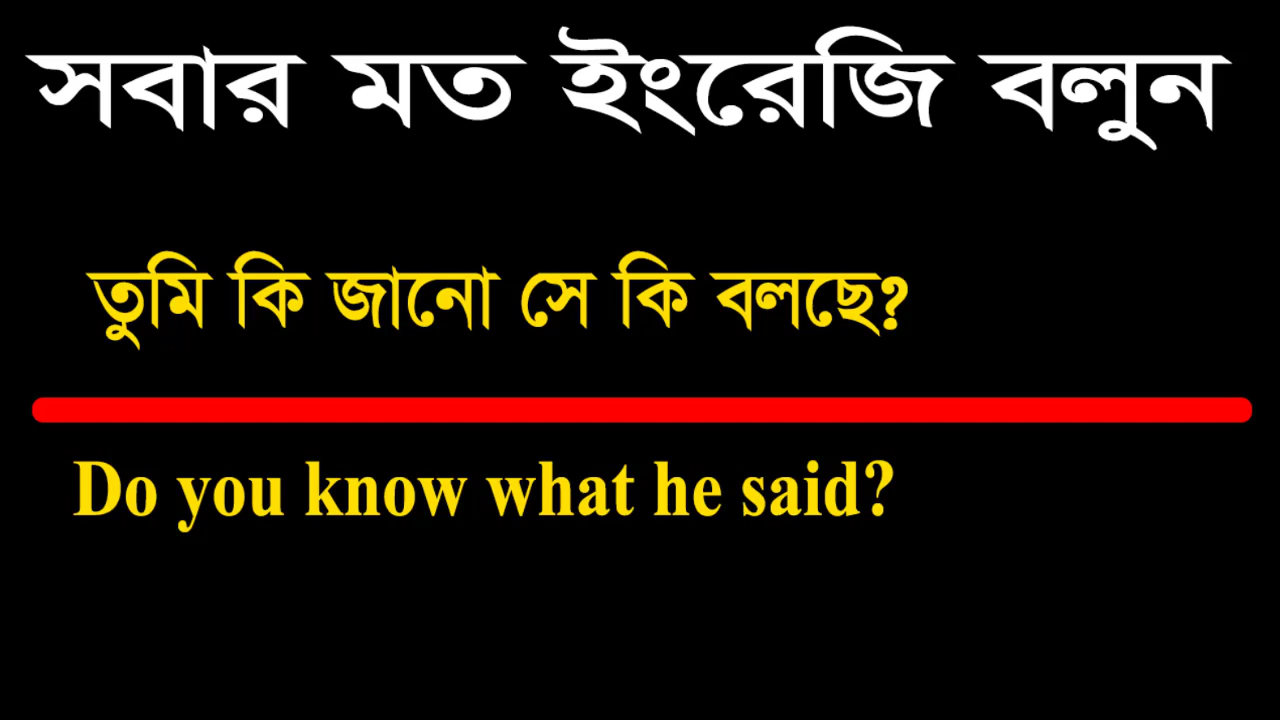 সবার মত ইংরেজি বলুন
তুমি কি জানো সে কি বলছে?
Do you know what he said?